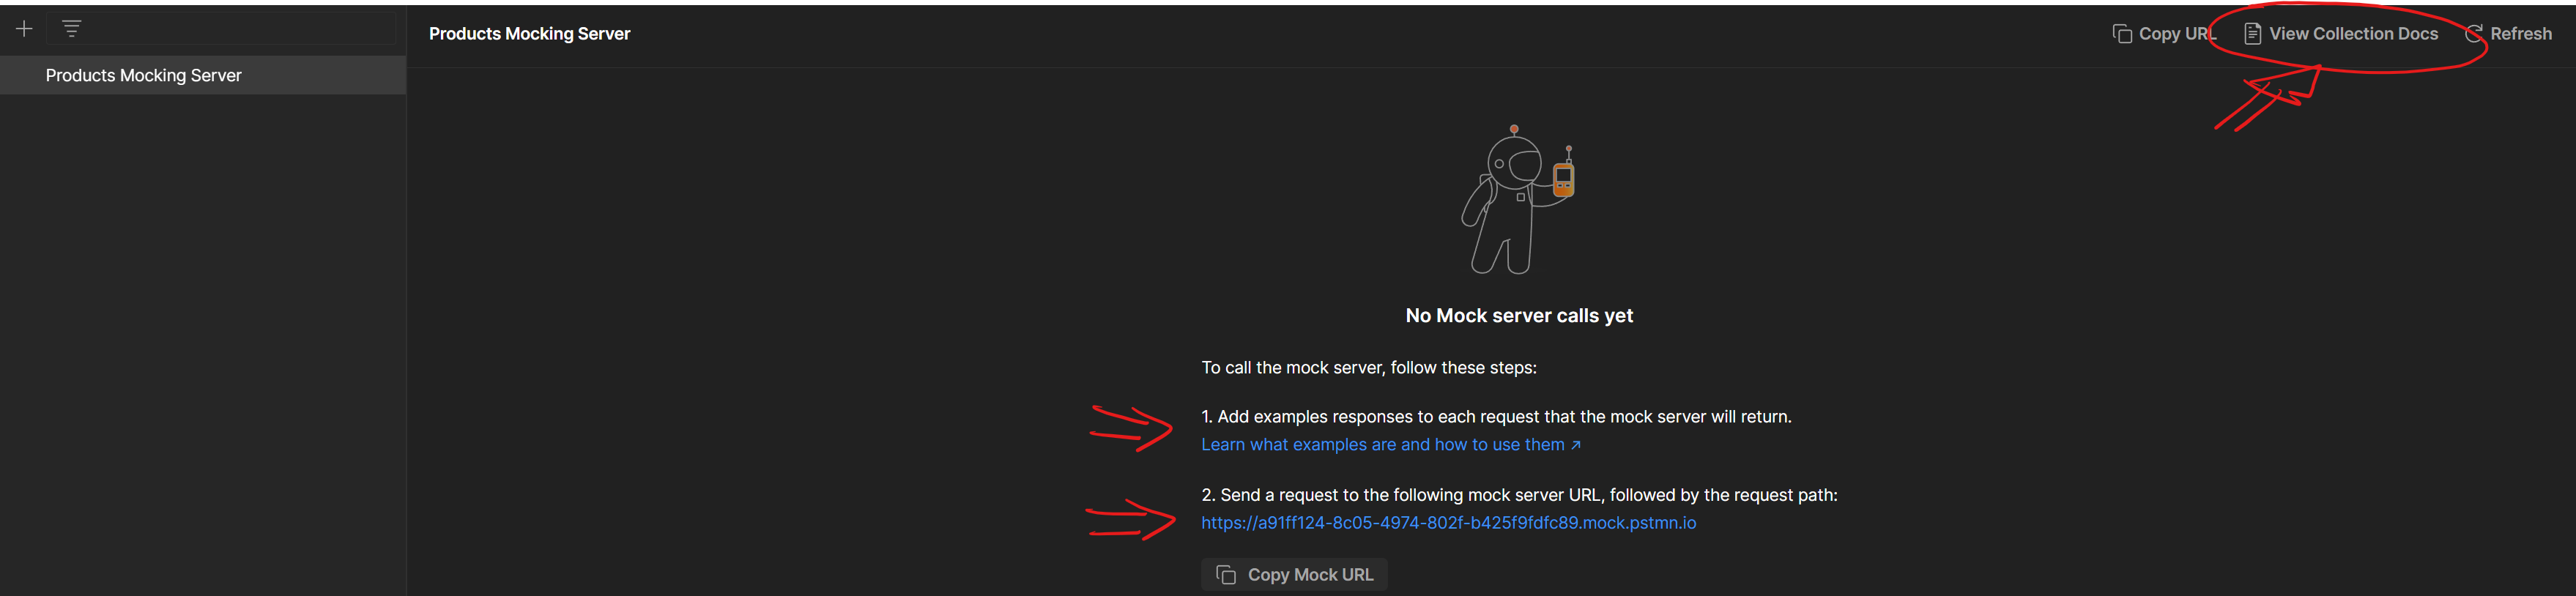 Products Mocking Server
Copy URL
View Collection Docs
Refresh
Products Mocking Server
No Mock server calls yet
To call the mock server, follow these steps:
1. Add examples responses to each request that the mock server will return.
Learn what examples are and how to use them ↗
2. Send a request to the following mock server URL, followed by the request path:
https://a91ff124-8c05-4974-802f-b425f9fdfc89.mock.pstmn.io
Copy Mock URL